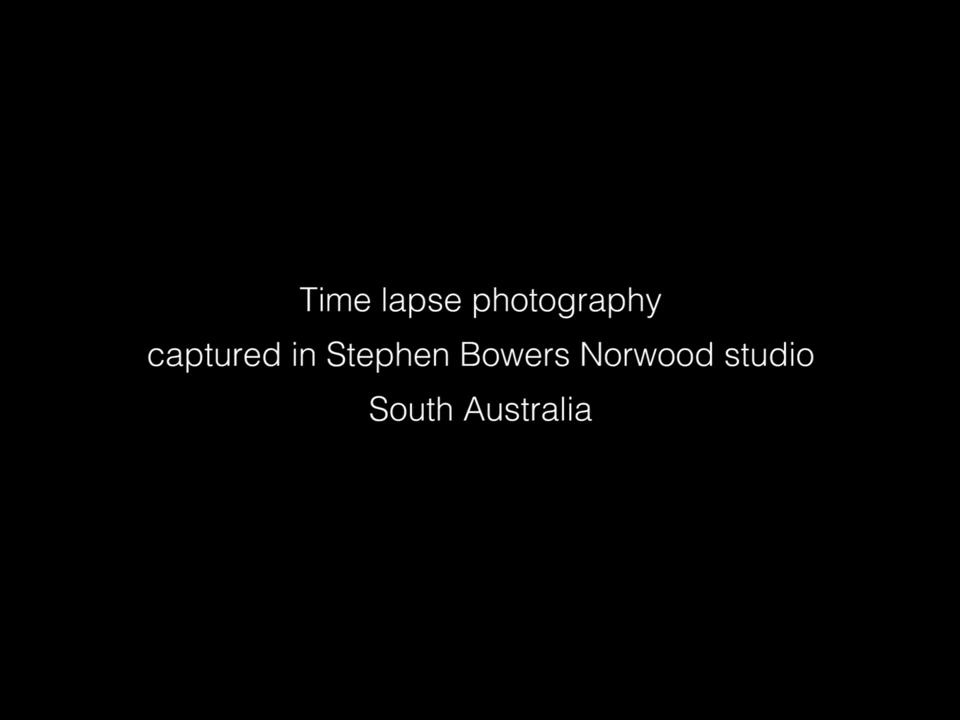 Time lapse photography
captured in Stephen Bowers Norwood studio
South Australia